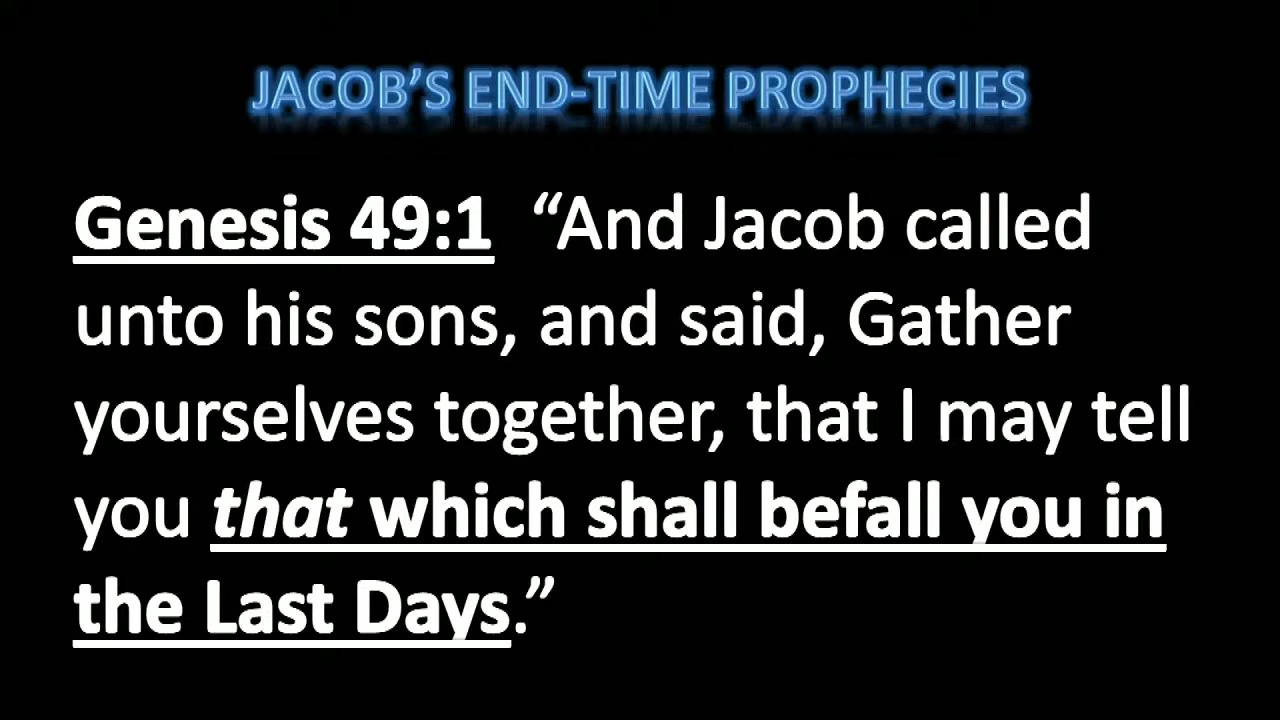 JACOB’S END-TIME PROPHECIES
Genesis 49:1 “And Jacob called
unto his sons, and said, Gather
yourselves together, that I may tell
you that which shall befall you in
the Last Days.”